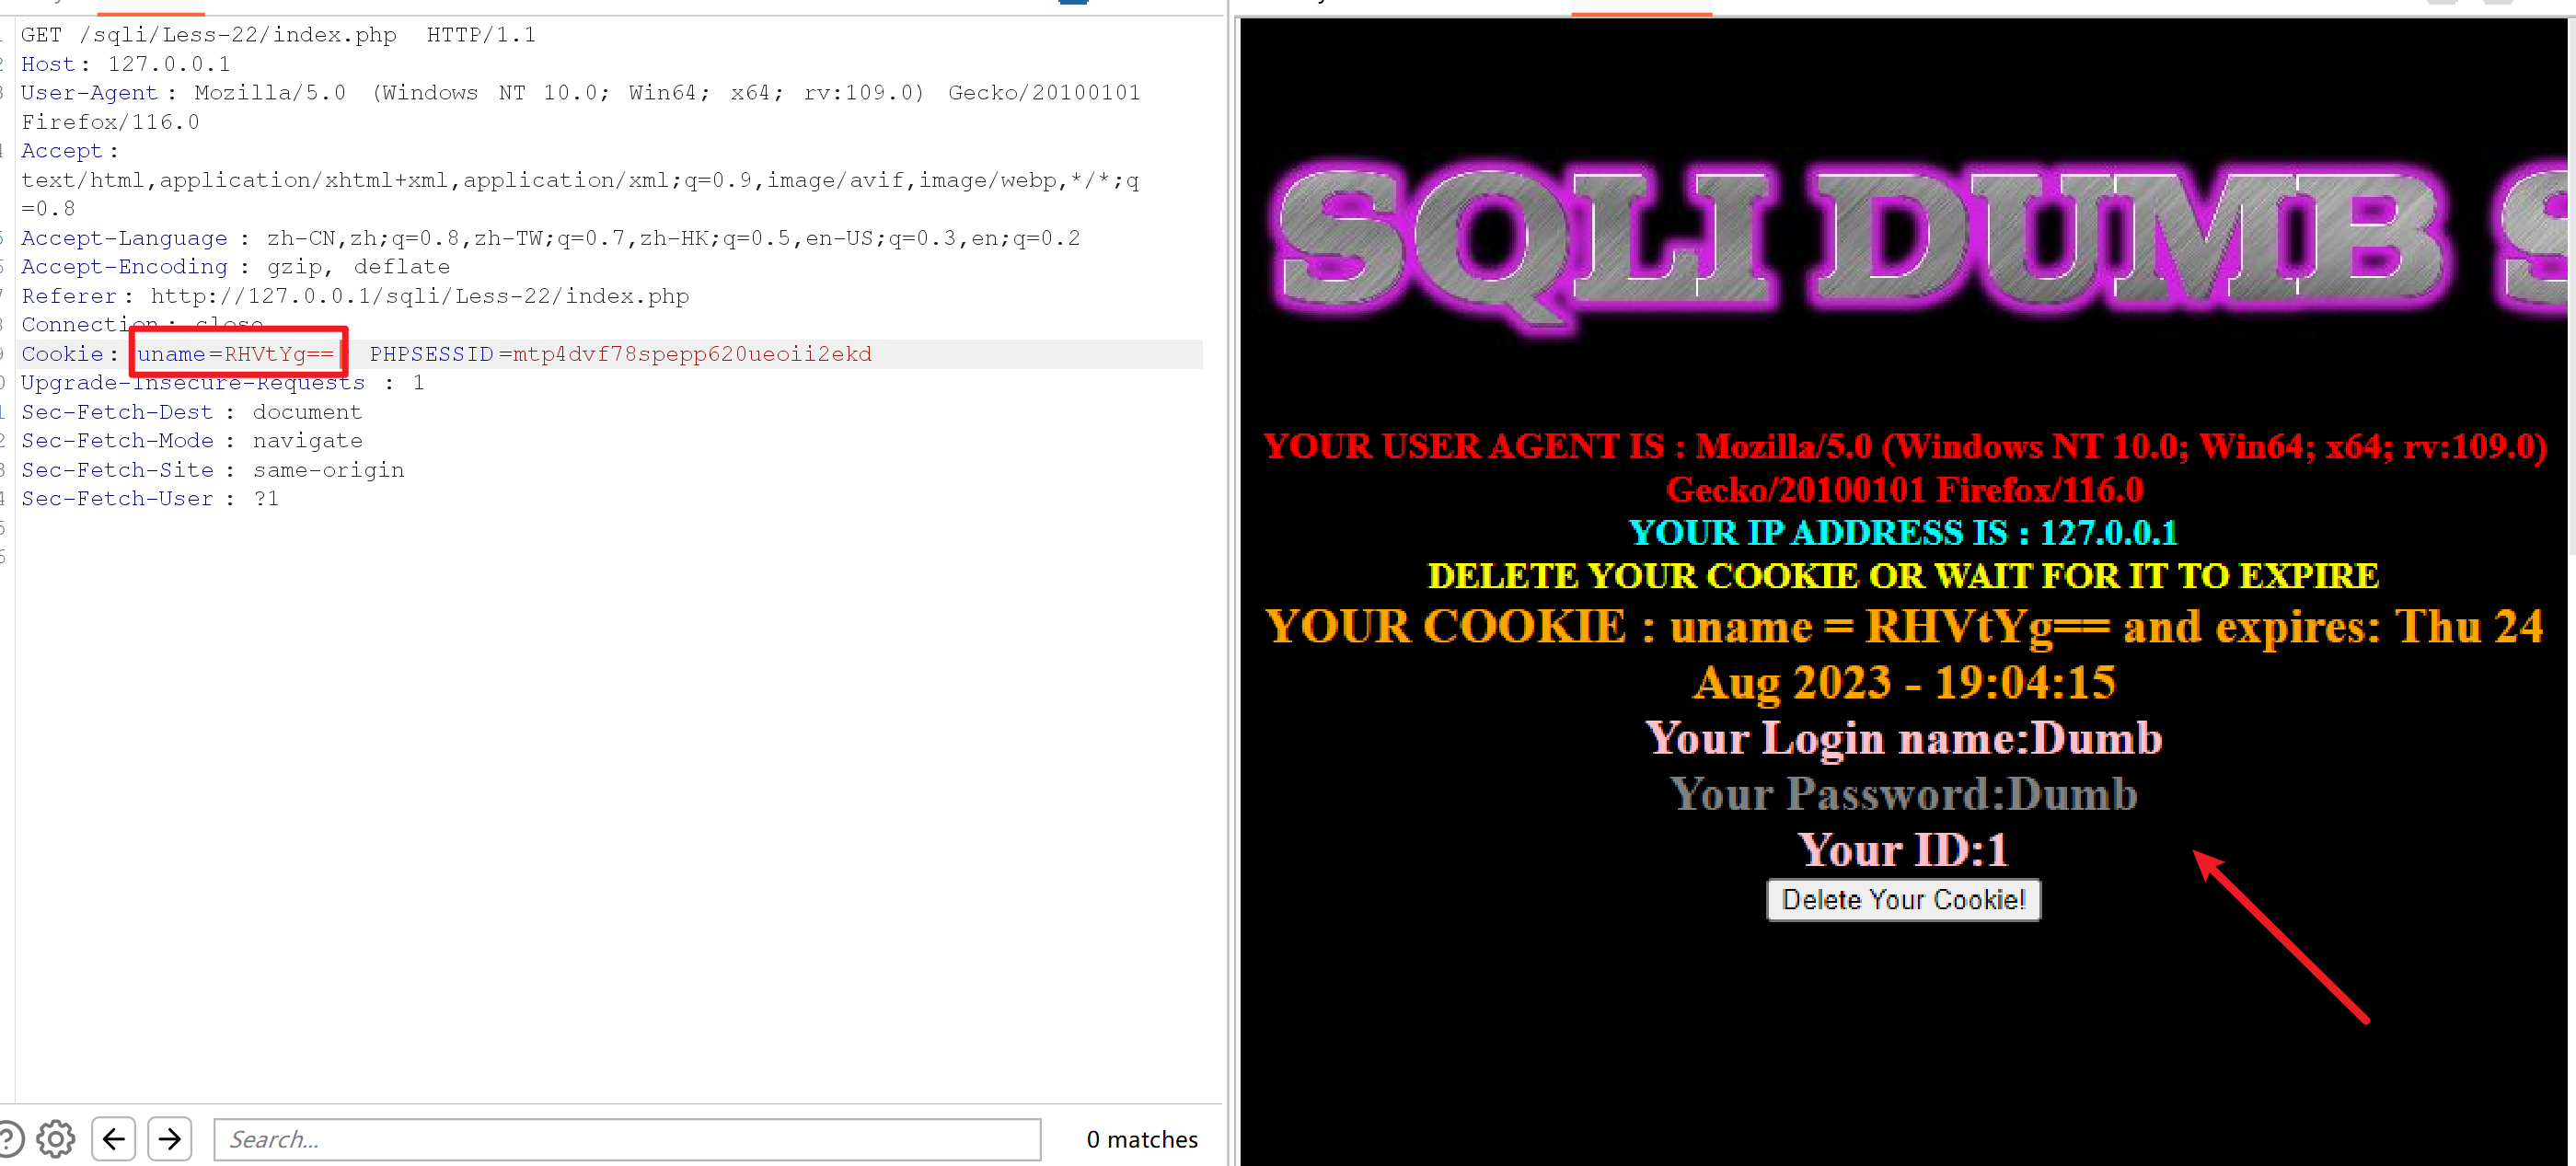 GET /sqli/Less-22/index.php HTTP/1.1
Host: 127.0.0.1
User-Agent: Mozilla/5.0 (Windows NT 10.0; Win64; x64; rv:109.0) Gecko/20100101
Firefox/116.0
Accept:
text/html,application/xhtml+xml,application/xml;q=0.9,image/avif,image/webp,*/*;q
=0.8
Accept-Language: zh-CN,zh;q=0.8,zh-TW;q=0.7,zh-HK;q=0.5,en-US;q=0.3,en;q=0.2
Accept-Encoding: gzip, deflate
Referer: http://127.0.0.1/sqli/Less-22/index.php
Connection: close
Cookie: uname=RHVtYg== PHPSESSID=mtp4dvf78spepp620ueoii2ekd
Upgrade-Insecure-Requests: 1
Sec-Fetch-Dest: document
Sec-Fetch-Mode: navigate
Sec-Fetch-Site: same-origin
Sec-Fetch-User: ?1
Search...
0 matches
SQLI DUMB S
YOUR USER AGENT IS : Mozilla/5.0 (Windows NT 10.0; Win64; x64; rv:109.0)
Gecko/20100101 Firefox/116.0
YOUR IP ADDRESS IS : 127.0.0.1
DELETE YOUR COOKIE OR WAIT FOR IT TO EXPIRE
YOUR COOKIE : uname = RHVtYg== and expires: Thu 24
Aug 2023 - 19:04:15
Your Login name:Dumb
Your Password:Dumb
Your ID:1
Delete Your Cookie!